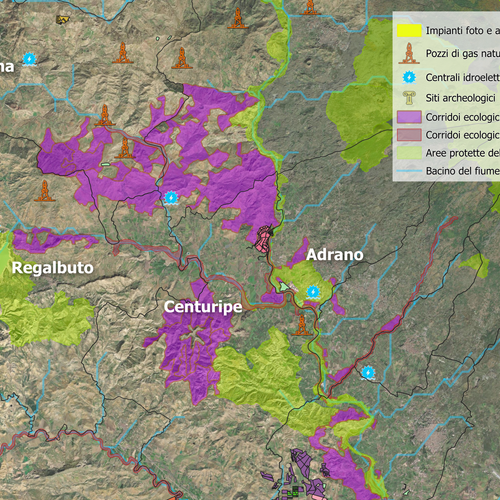 Impianti foto e a
Pozzi di gas natu
na
Centrali idroelett
Siti archeologici
Corridoi ecologic
Corridoi ecologic
Aree protette del
Bacino del fiume
Adrano
Regalbuto
Centuripe